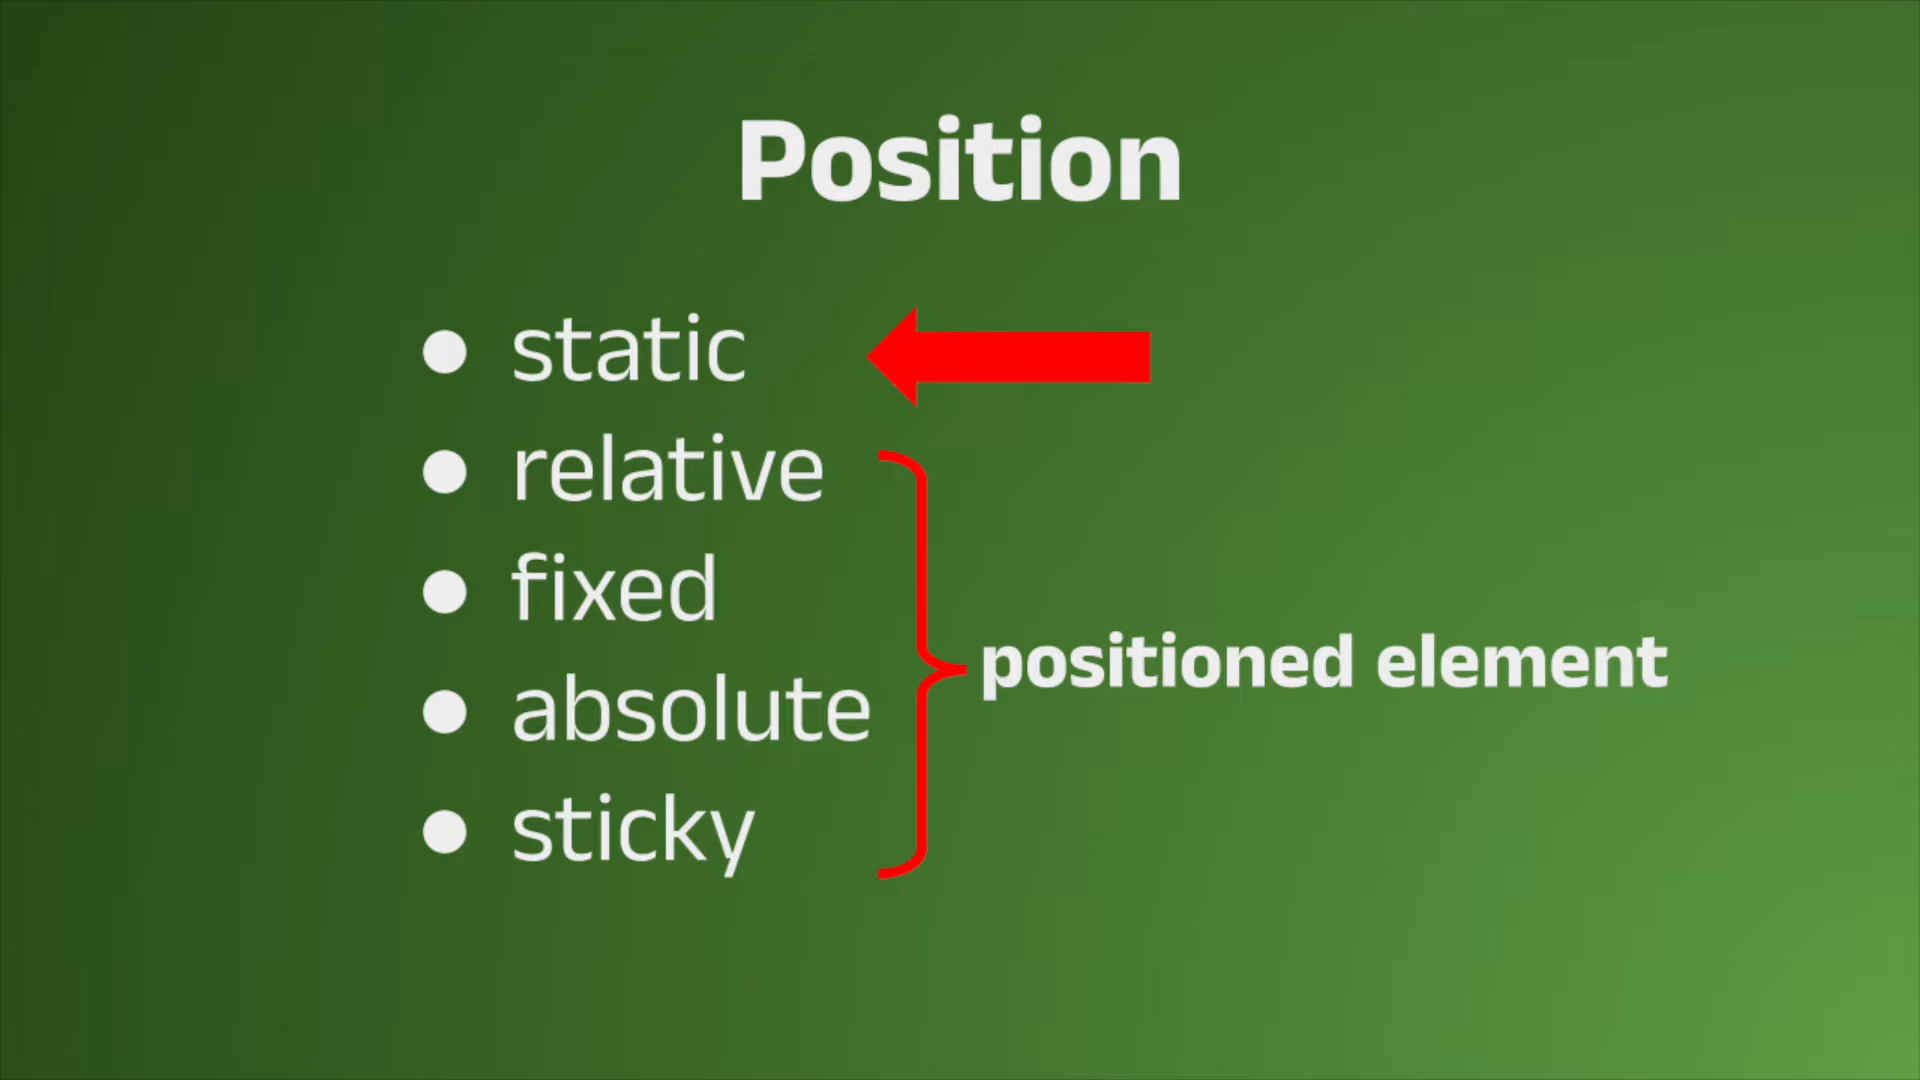 Position
static
relative
fixed
absolute
sticky
positioned element